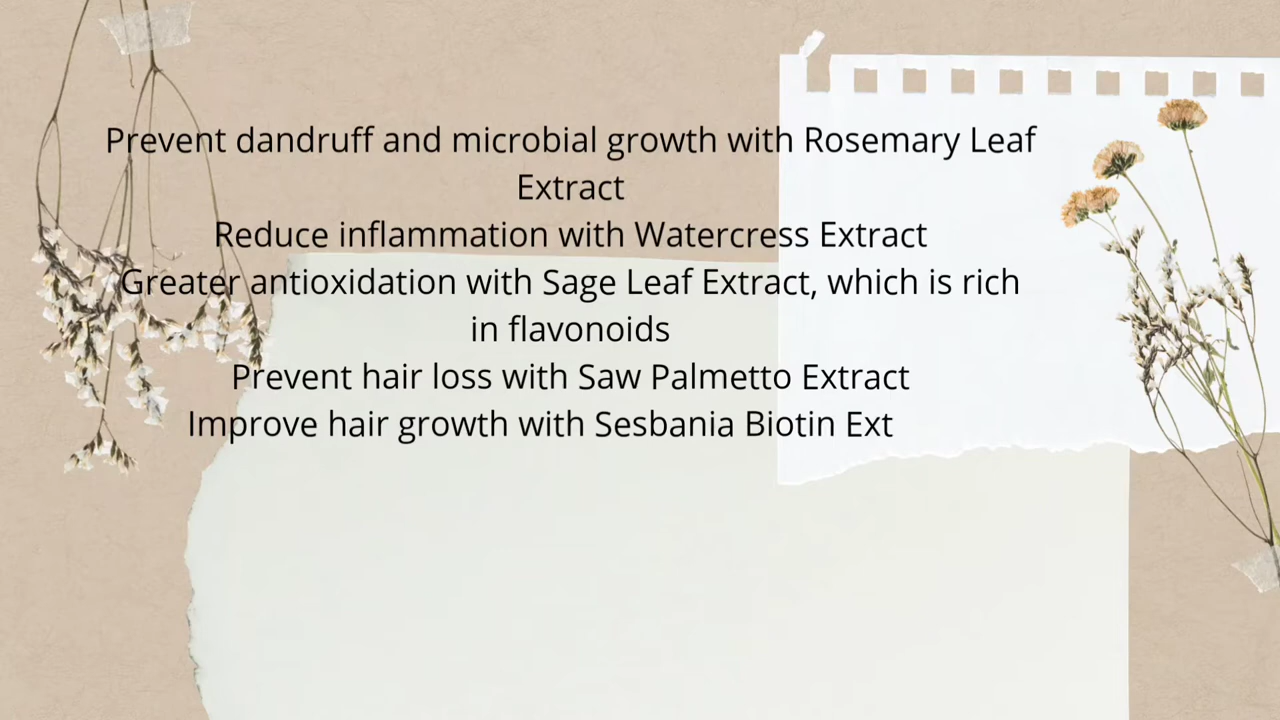 Prevent dandruff and microbial growth with Rosemary Leaf
Extract
Reduce inflammation with Watercress Extract
Greater antioxidation with Sage Leaf Extract, which is rich
in flavonoids
Prevent hair loss with Saw Palmetto Extract
Improve hair growth with Sesbania Biotin Ext